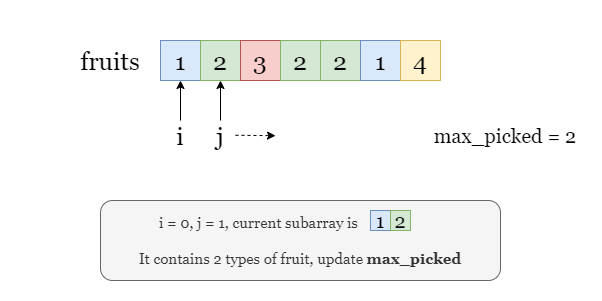 fruits 1 2 3 2 2 1 4
i j max_picked = 2
i = 0, j = 1, current subarray is 1 2
It contains 2 types of fruit, update max_picked